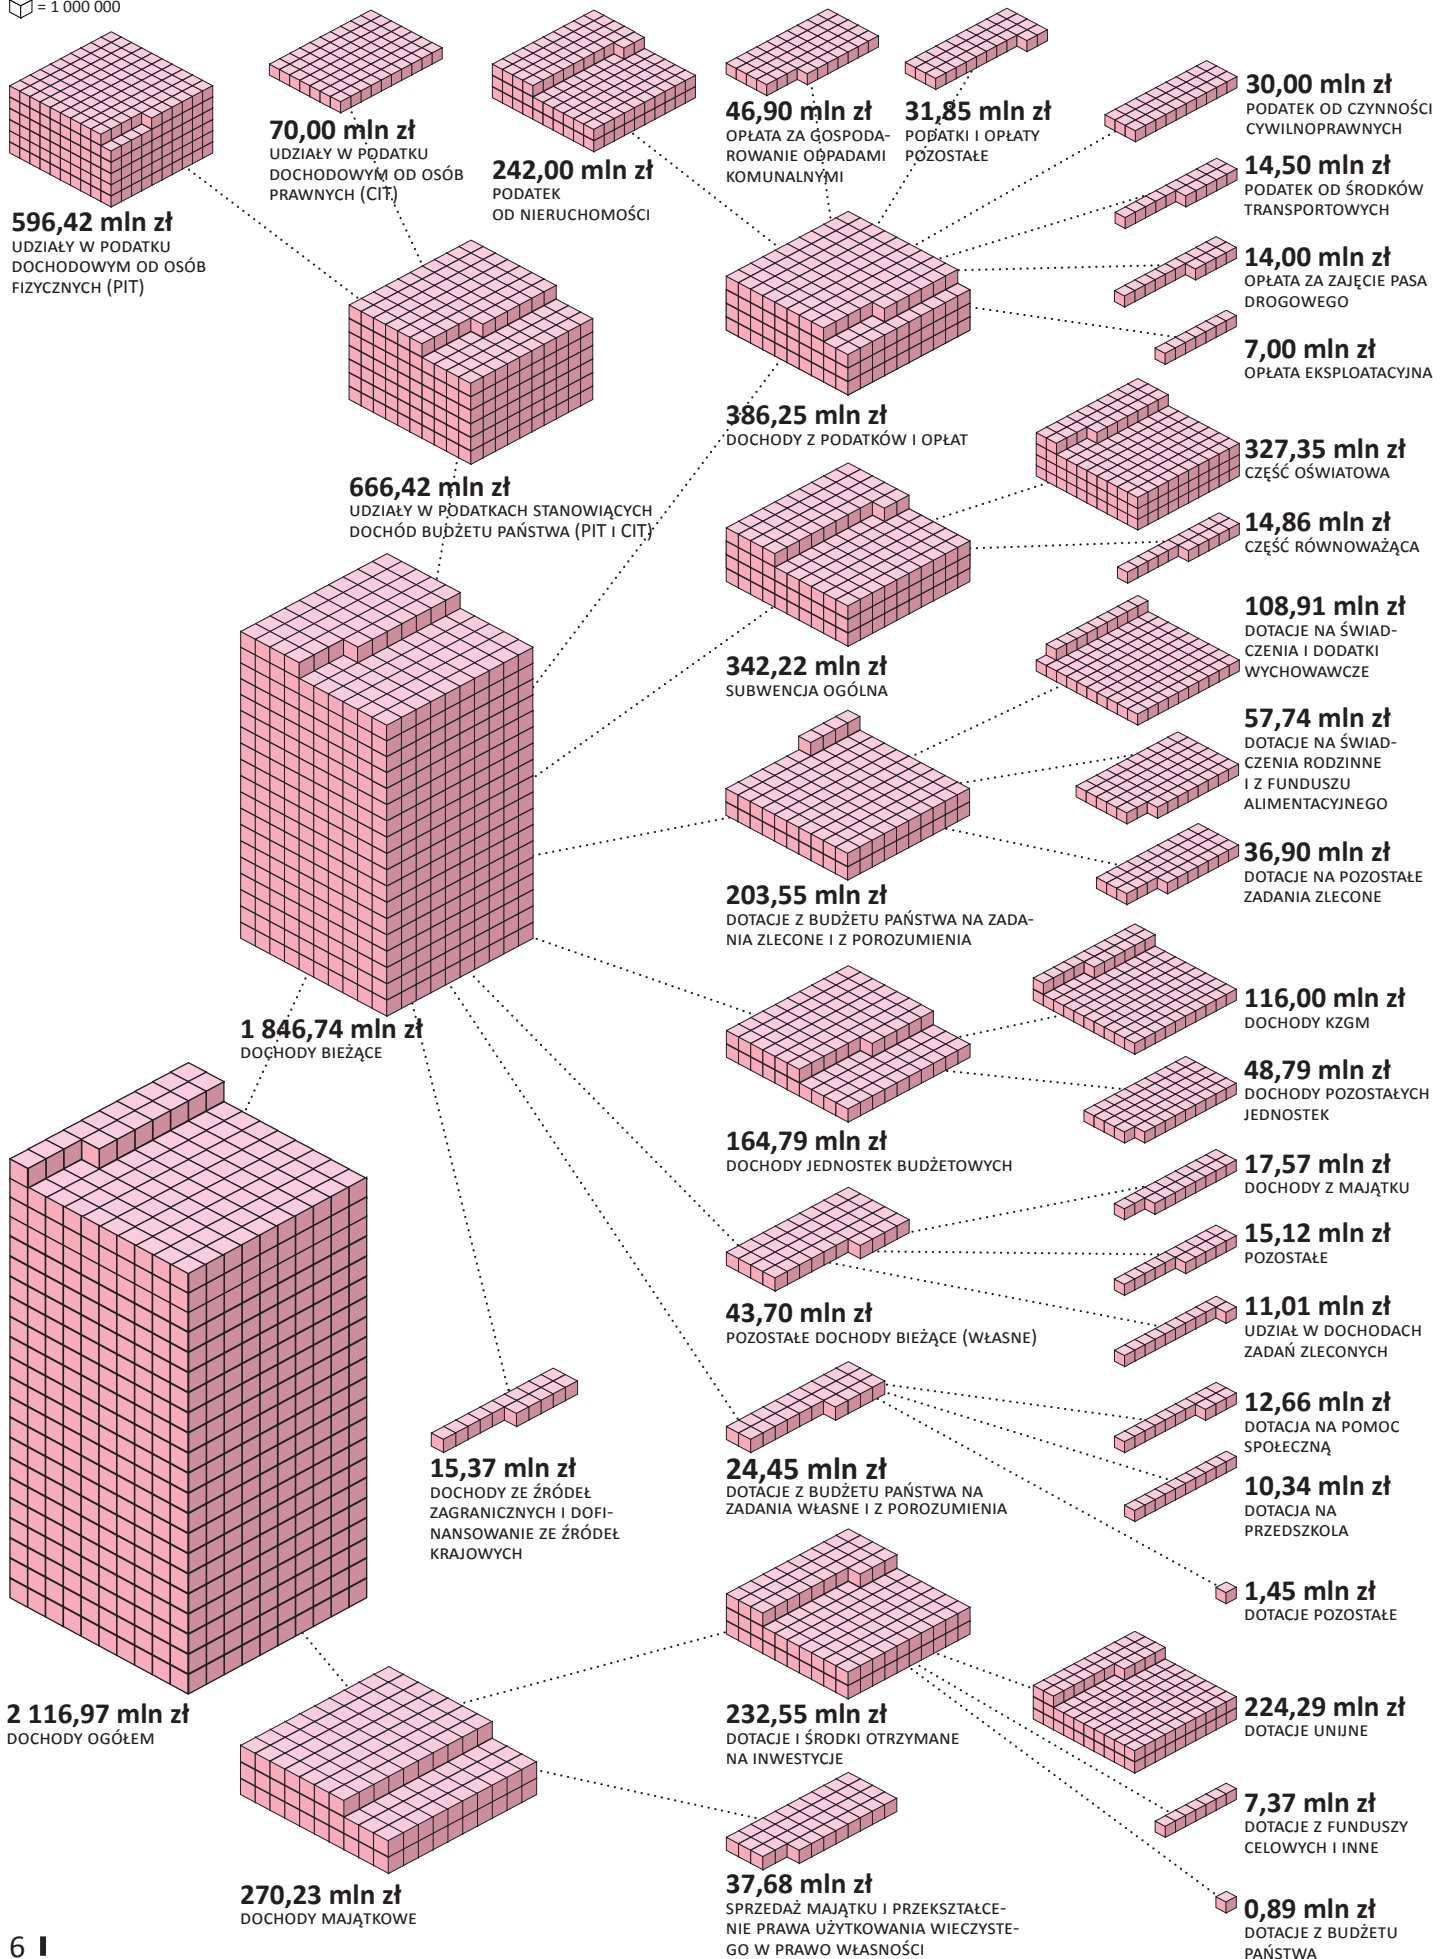 = 1 000 000
596,42 mln zł
UDZIAŁY W PODATKU
DOCHODOWYM OD OSÓB
FIZYCZNYCH (PIT)
70,00 mln zł
UDZIAŁY W PODATKU
DOCHODOWYM OD OSÓB
PRAWNYCH (CIT)
242,00 mln zł
PODATEK
OD NIERUCHOMOŚCI
46,90 mln zł
OPŁATA ZA GOSPODA-
ROWANIE ODPADAMI
KOMUNALNYMI
31,85 mln zł
PODATKI I OPŁATY
POZOSTAŁE
30,00 mln zł
PODATEK OD CZYNNOŚCI
CYWILNOPRAWNYCH
14,50 mln zł
PODATEK OD ŚRODKÓW
TRANSPORTOWYCH
14,00 mln zł
OPŁATA ZA ZAJĘCIE PASA
DROGOWEGO
7,00 mln zł
OPŁATA EKSPLOATACYJNA
386,25 mln zł
DOCHODY Z PODATKÓW I OPŁAT
666,42 mln zł
UDZIAŁY W PODATKACH STANOWIĄCYCH
DOCHÓD BUDŻETU PAŃSTWA (PIT I CIT)
327,35 mln zł
CZĘŚĆ OŚWIATOWA
14,86 mln zł
CZĘŚĆ RÓWNOWAŻĄCA
342,22 mln zł
SUBWENCJA OGÓLNA
108,91 mln zł
DOTACJE NA ŚWIAD-
CZENIA I DODATKI
WYCHOWAWCZE
57,74 mln zł
DOTACJE NA ŚWIAD-
CZENIA RODZINNE
I Z FUNDUSZU
ALIMENTACYJNEGO
36,90 mln zł
DOTACJE NA POZOSTAŁE
ZADANIA ZLECONE
203,55 mln zł
DOTACJE Z BUDŻETU PAŃSTWA NA ZADA-
NIA ZLECONE I Z POROZUMIENIA
1 846,74 mln zł
DOCHODY BIEŻĄCE
116,00 mln zł
DOCHODY KZGM
48,79 mln zł
DOCHODY POZOSTAŁYCH
JEDNOSTEK
164,79 mln zł
DOCHODY JEDNOSTEK BUDŻETOWYCH
17,57 mln zł
DOCHODY Z MAJĄTKU
15,12 mln zł
POZOSTAŁE
11,01 mln zł
UDZIAŁ W DOCHODACH
ZADAŃ ZLECONYCH
43,70 mln zł
POZOSTAŁE DOCHODY BIEŻĄCE (WŁASNE)
12,66 mln zł
DOTACJA NA POMOC
SPOŁECZNĄ
10,34 mln zł
DOTACJA NA
PRZEDSZKOLA
1,45 mln zł
DOTACJE POZOSTAŁE
15,37 mln zł
DOCHODY ZE ŹRÓDEŁ
ZAGRANICZNYCH I DOFI-
NANSOWANIE ZE ŹRÓDEŁ
KRAJOWYCH
24,45 mln zł
DOTACJE Z BUDŻETU PAŃSTWA NA
ZADANIA WŁASNE I Z POROZUMIENIA
2 116,97 mln zł
DOCHODY OGÓŁEM
232,55 mln zł
DOTACJE I ŚRODKI OTRZYMANE
NA INWESTYCJE
224,29 mln zł
DOTACJE UNIJNE
7,37 mln zł
DOTACJE Z FUNDUSZY
CELOWYCH I INNE
0,89 mln zł
DOTACJE Z BUDŻETU
PAŃSTWA
270,23 mln zł
DOCHODY MAJĄTKOWE
37,68 mln zł
SPRZEDAŻ MAJĄTKU I PRZEKSZTAŁCE-
NIE PRAWA UŻYTKOWANIA WIECZYSTE-
GO W PRAWO WŁASNOŚCI
6